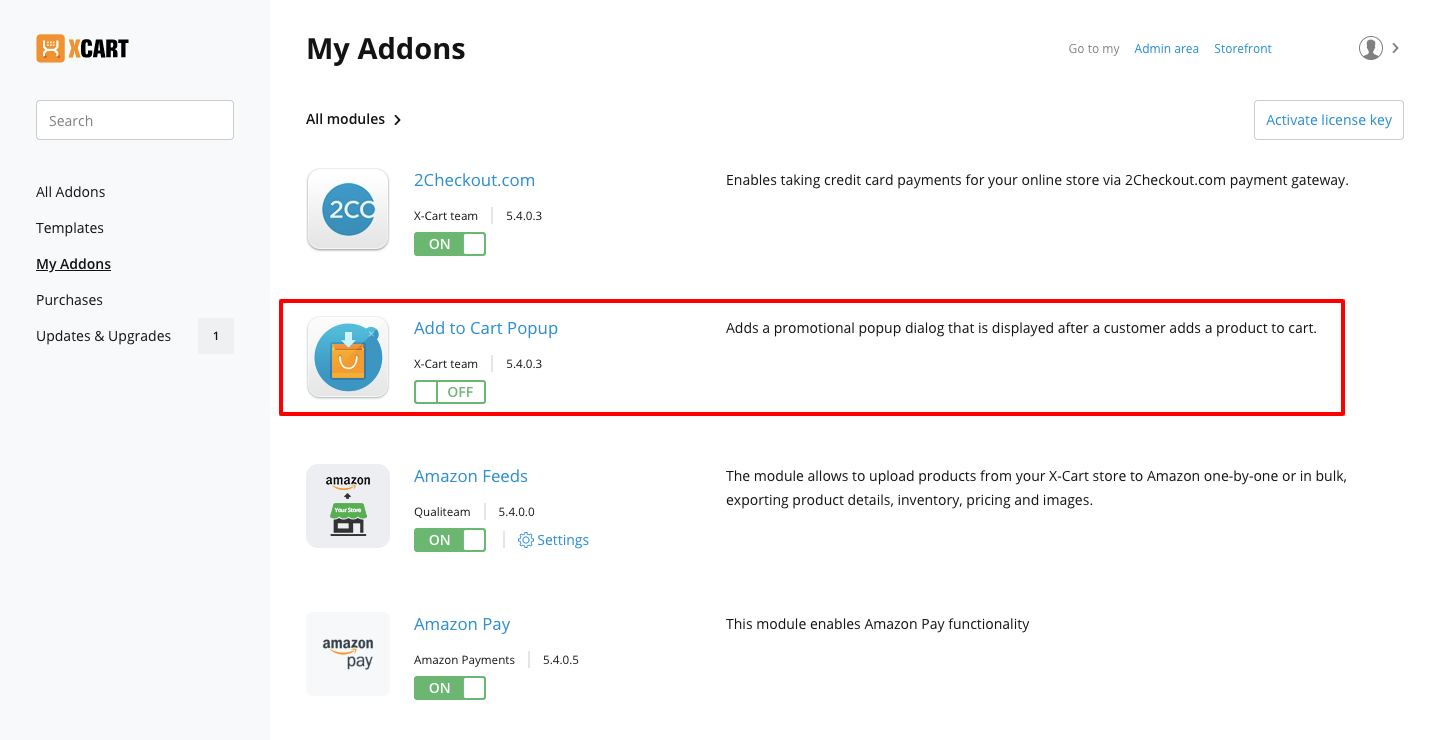 XCART
My Addons
Go to my Admin area Storefront
Search
All modules
Activate license key
All Addons
Templates
My Addons
Purchases
Updates & Upgrades 1
2CO
2Checkout.com
Enables taking credit card payments for your online store via 2Checkout.com payment gateway.
X-Cart team 5.4.0.3
ON
Add to Cart Popup
Adds a promotional popup dialog that is displayed after a customer adds a product to cart.
X-Cart team 5.4.0.3
OFF
amazon
Your Store
Amazon Feeds
The module allows to upload products from your X-Cart store to Amazon one-by-one or in bulk,
exporting product details, inventory, pricing and images.
Qualiteam 5.4.0.0
ON Settings
amazon
pay
Amazon Pay
This module enables Amazon Pay functionality
Amazon Payments 5.4.0.5
ON